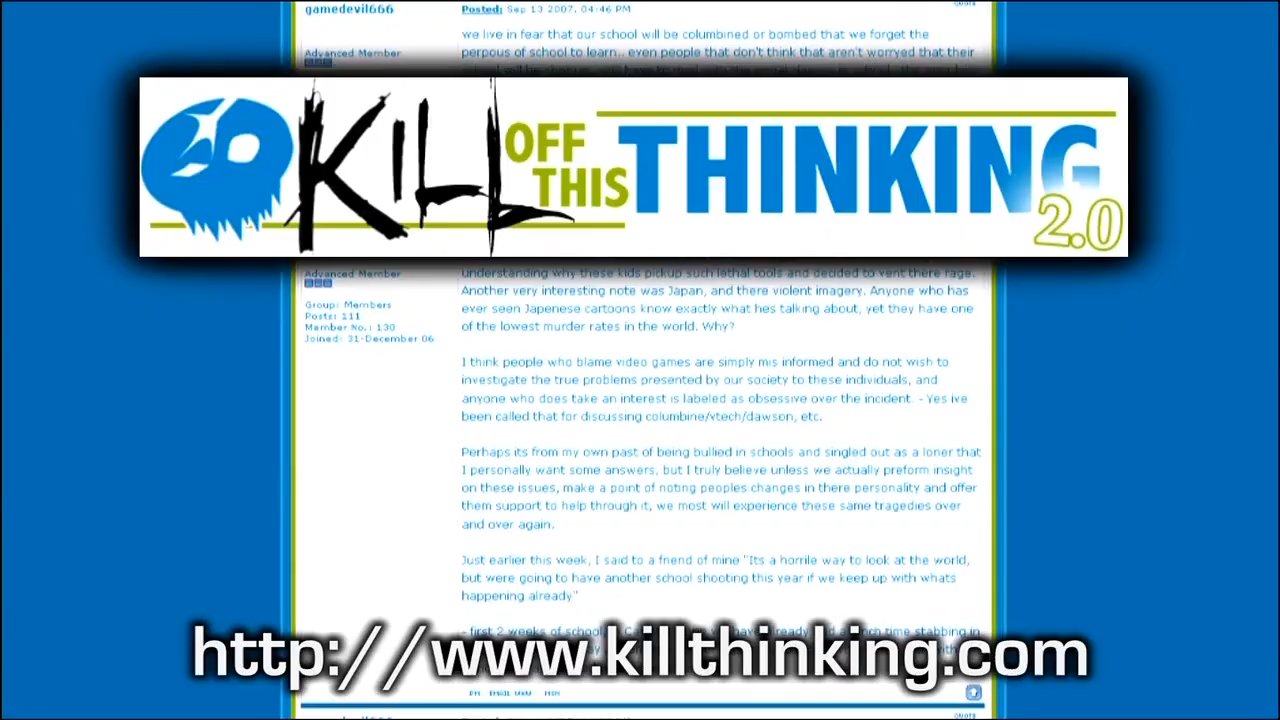 gamedevil666
Posted: Sep 13 2007, 04:46 PM
QUOTE
we live in fear that our school will be columbined or bombed that we forget the
Advanced Member
perpous of school to learn.. even people that don't think that aren't worryed that their
KILL OFF THIS THINKING 2.0
Advanced Member
understanding why these kids pickup such lethal tools and decided to vent there rage.
Another very interesting note was Japan, and there violent imagery. Anyone who has
Group: Members
ever seen Japenese cartoons know exactly what hes talking about, yet they have one
Posts: 111
of the lowest murder rates in the world. Why?
Member No.: 130
Joined: 31-December 06
I think people who blame video games are simply mis informed and do not wish to
investigate the true problems presented by our society to these individuals, and
anyone who does take an interest is labeled as obsessive over the incident. - Yes ive
been called that for discussing columbine/vtech/dawson, etc.
Perhaps its from my own past of being bullied in schools and singled out as a loner that
I personally want some answers, but I truly believe unless we actually preform insight
on these issues, make a point of noting peoples changes in there personality and offer
them support to help through it, we most will experience these same tragedies over
and over again.
Just earlier this week, I said to a friend of mine "Its a horrile way to look at the world,
but were going to have another school shooting this year if we keep up with whats
happening already"
- first 2 weeks of school
http://www.killthinking.com